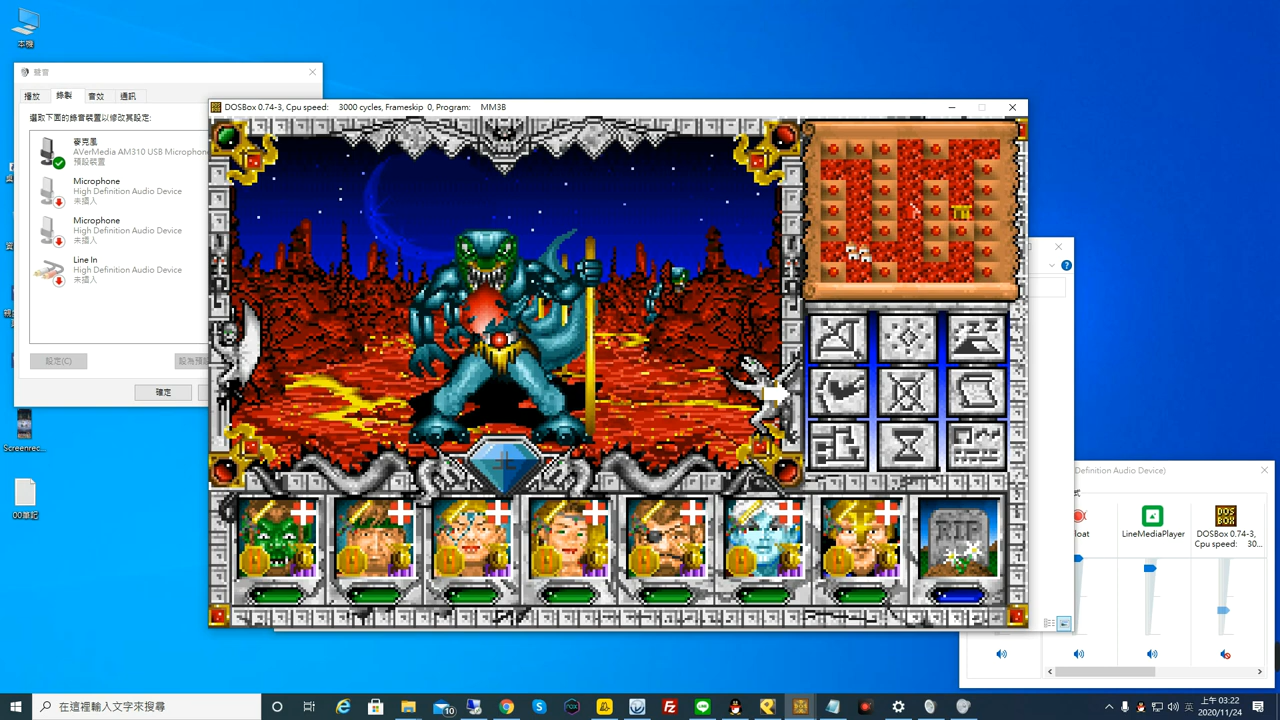 本機
聲音
播放 錄製 音效 通訊
選取下面的錄音裝置以修改其設定:
麥克風
AVerMedia AM310 USB Microphone
預設裝置
Microphone
High Definition Audio Device
未插入
Microphone
High Definition Audio Device
未插入
Line In
High Definition Audio Device
未插入
設定(C)
確定
Screenrec...
00筆記
DOSBox 0.74-3, Cpu speed: 3000 cycles, Frameskip 0, Program: MM3B
RIP
Definition Audio Device)
LineMediaPlayer
DOSBox 0.74-3,
Cpu speed: 30...
在這裡輸入文字來搜尋
10
英
上午 03:22
2020/11/24